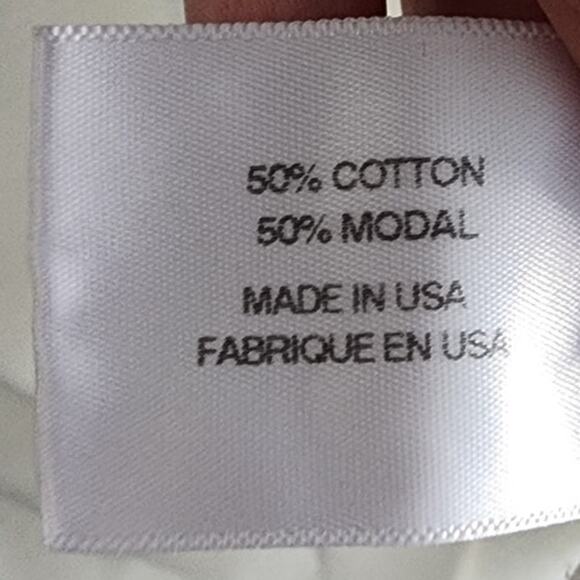 50% COTTON
50% MODAL
MADE IN USA
FABRIQUE EN USA